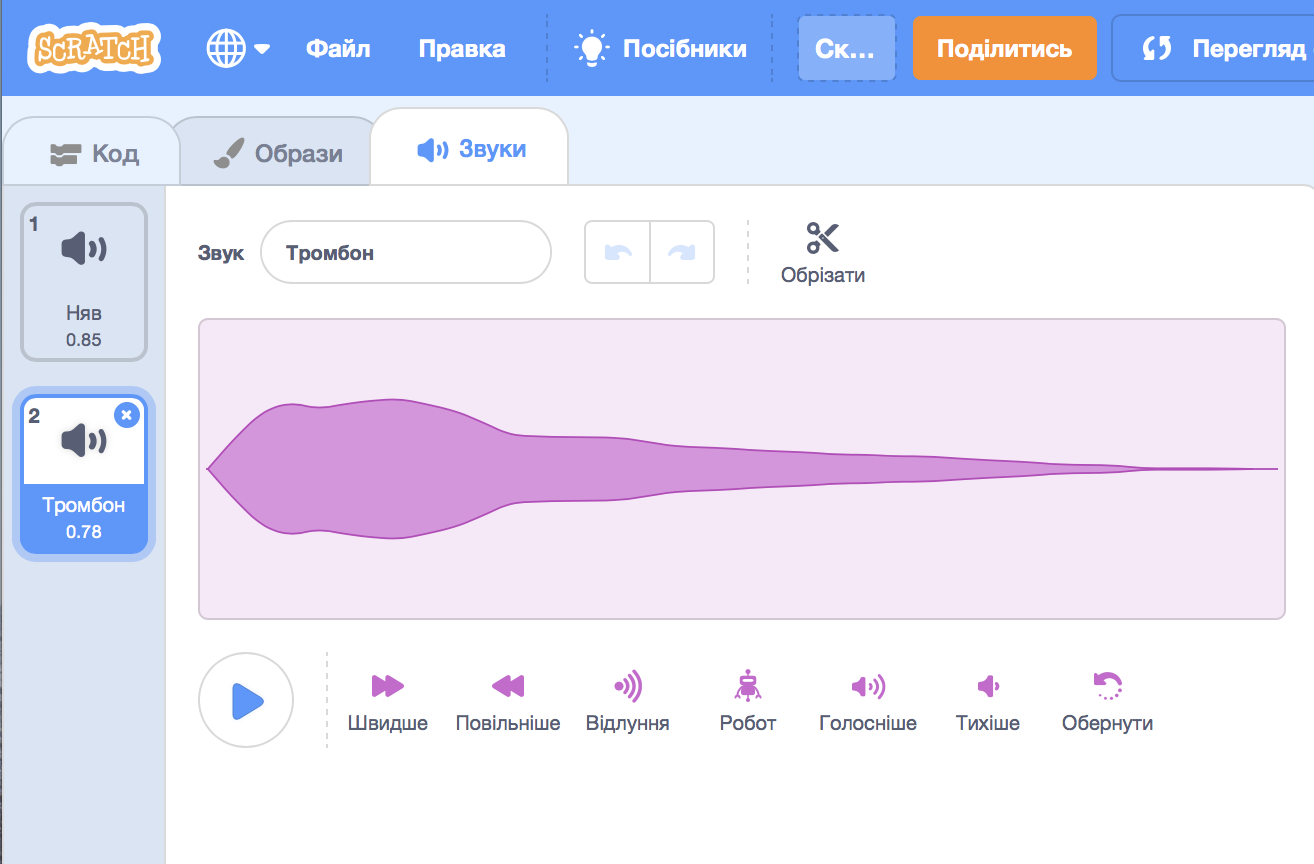 SCRATCH
Файл
Правка
Посібники
Ск...
Поділитись
Перегляд
Код
Образи
Звуки
1
Няв
0.85
2
Тромбон
0.78
Звук
Тромбон
Обрізати
Швидше
Повільніше
Відлуння
Робот
Голосніше
Тихіше
Обернути